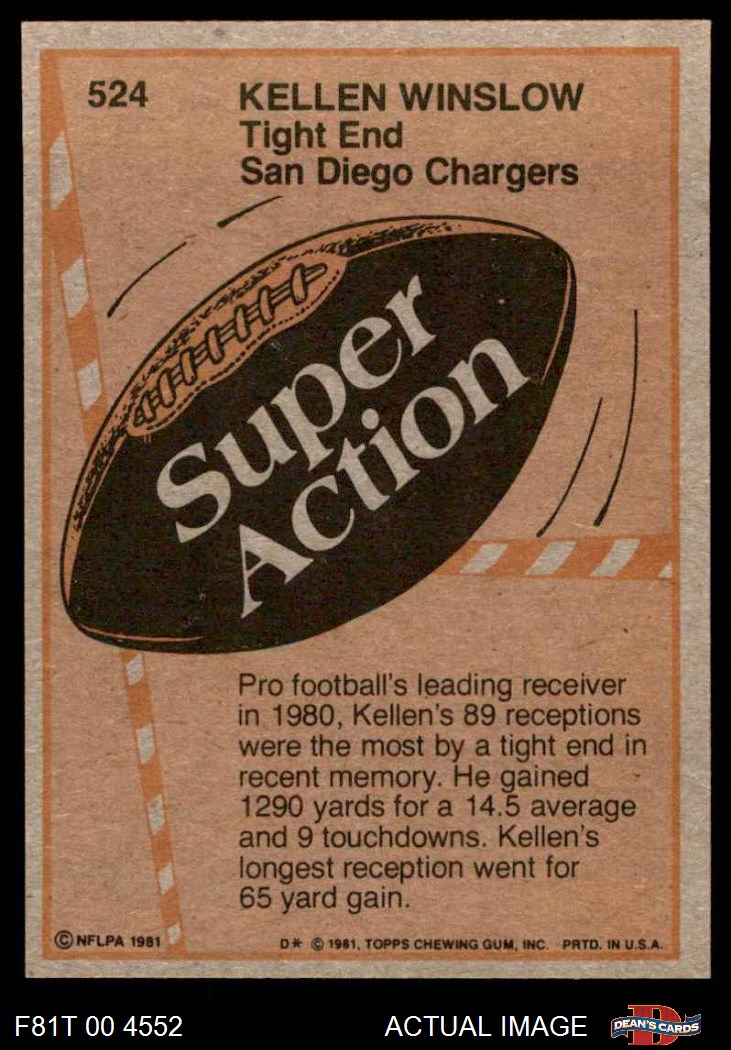 524
KELLEN WINSLOW
Tight End
San Diego Chargers
Super
Action
Pro football's leading receiver
in 1980, Kellen's 89 receptions
were the most by a tight end in
recent memory. He gained
1290 yards for a 14.5 average
and 9 touchdowns. Kellen's
longest reception went for
65 yard gain.
© NFLPA 1981
D* © 1981, TOPPS CHEWING GUM, INC. PRTD. IN U.S.A.
F81T 00 4552
ACTUAL IMAGE
D
DEAN'S CARDS